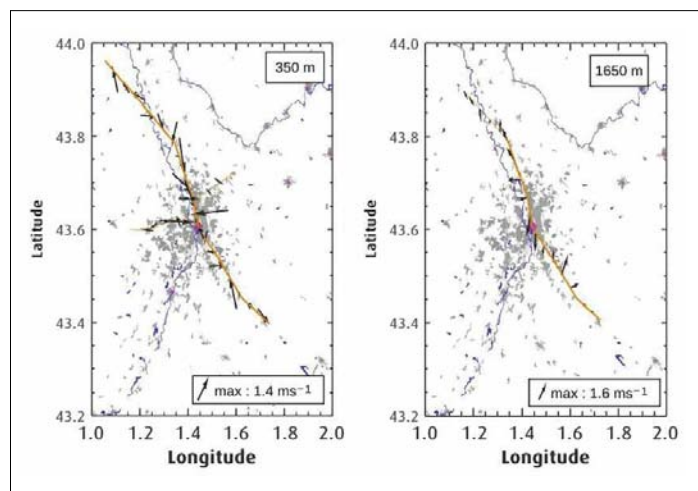 44.0 350 m
43.8
43.6
43.4
43.2
Latitude
max : 1.4 ms⁻¹
1.0 1.2 1.4 1.6 1.8 2.0
Longitude
44.0 1650 m
43.8
43.6
43.4
43.2
Latitude
max : 1.6 ms⁻¹
1.0 1.2 1.4 1.6 1.8 2.0
Longitude